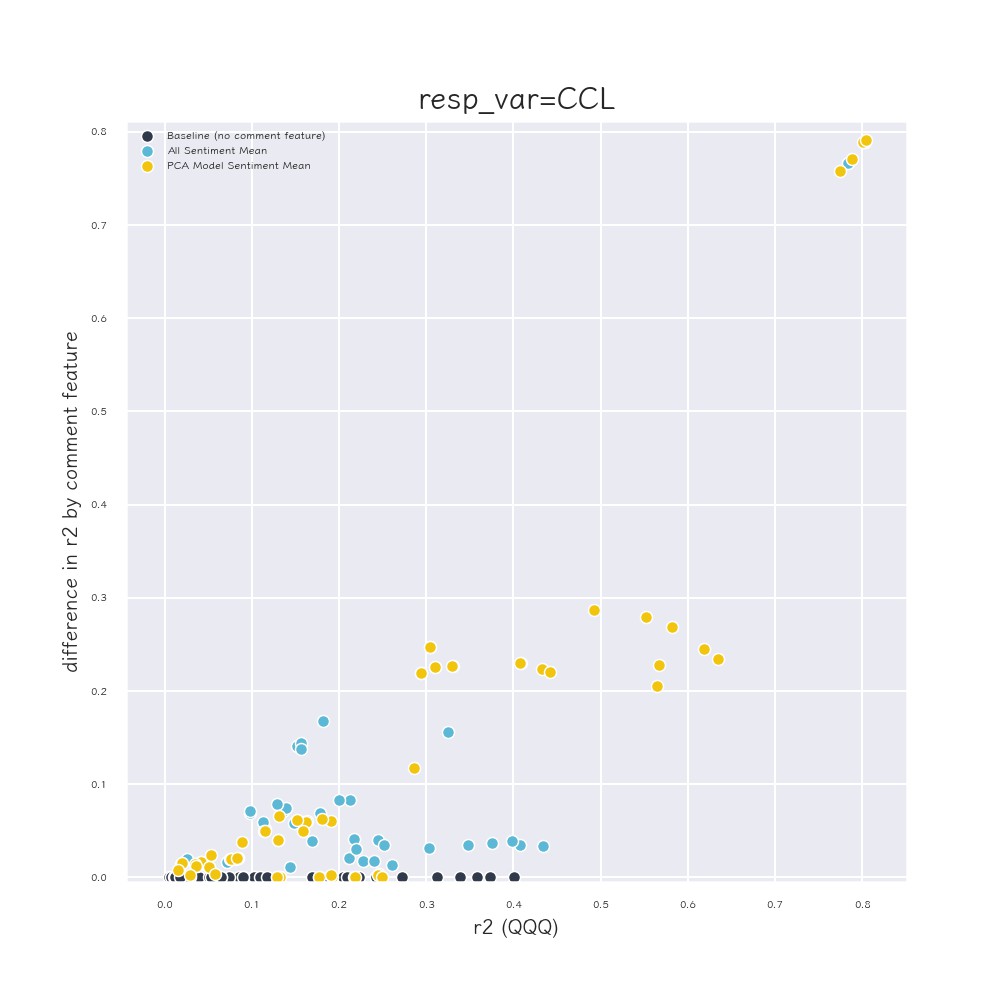 resp_var=CCL
Baseline (no comment feature)
All Sentiment Mean
PCA Model Sentiment Mean
difference in r2 by comment feature
0.8
0.7
0.6
0.5
0.4
0.3
0.2
0.1
0.0
0.0 0.1 0.2 0.3 0.4 0.5 0.6 0.7 0.8
r2 (QQQ)